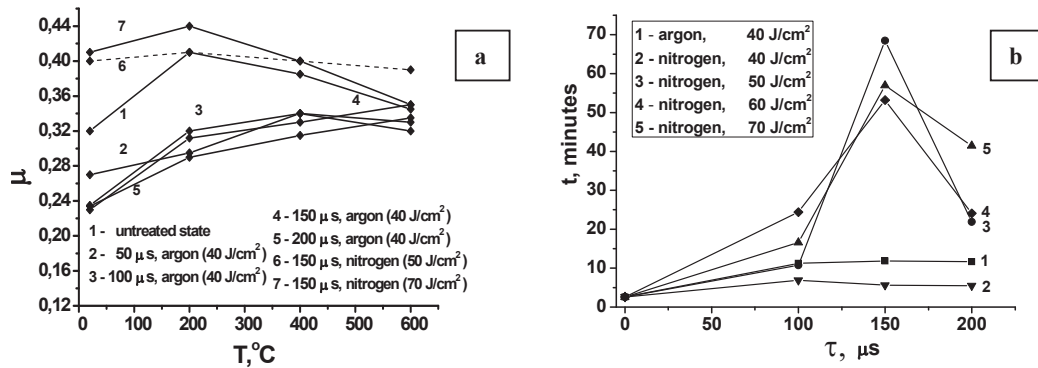 0,44
0,40
0,36
0,32
0,28
0,24
0,20
0,16
0,12
μ
0 100 200 300 400 500 600
T,°C
7
6
1
2
3
4
5
a
1 - untreated state
2 - 50 μs, argon (40 J/cm²)
3 - 100 μs, argon (40 J/cm²)
4 - 150 μs, argon (40 J/cm²)
5 - 200 μs, argon (40 J/cm²)
6 - 150 μs, nitrogen (50 J/cm²)
7 - 150 μs, nitrogen (70 J/cm²)
70
60
50
40
30
20
10
0
t, minutes
0 50 100 150 200
τ, μs
1 - argon, 40 J/cm²
2 - nitrogen, 40 J/cm²
3 - nitrogen, 50 J/cm²
4 - nitrogen, 60 J/cm²
5 - nitrogen, 70 J/cm²
b
5
4
3
1
2